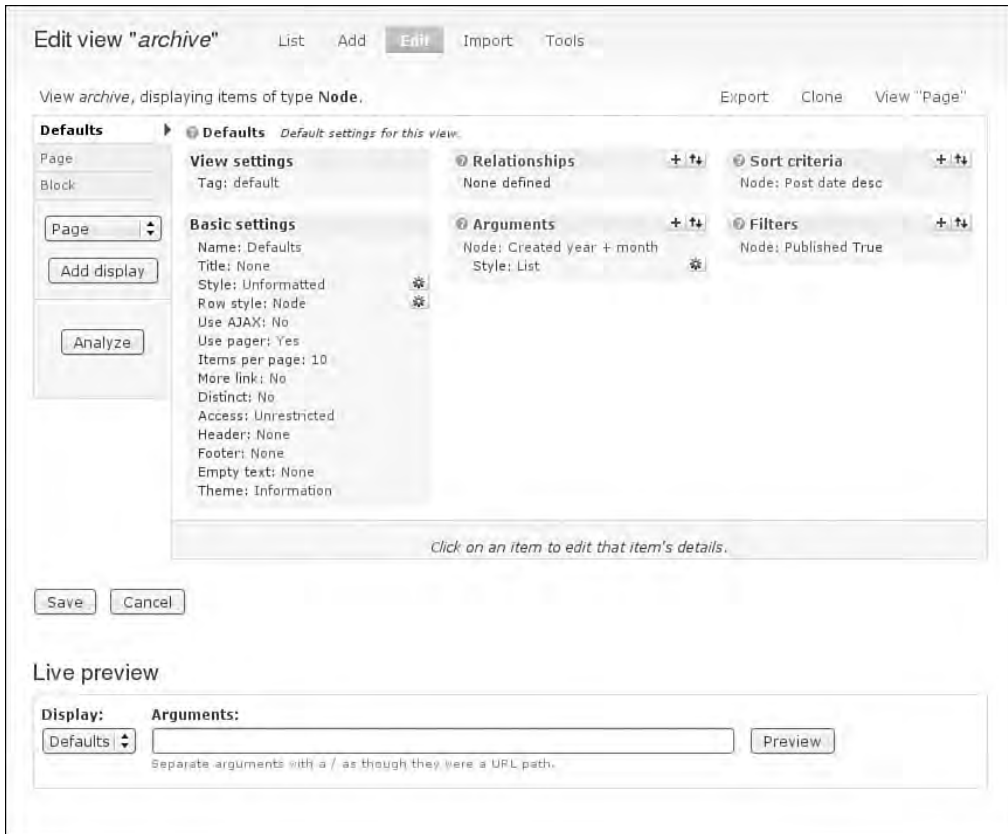 Edit view "archive" List Add Edit Import Tools
View archive, displaying items of type Node. Export Clone View "Page"
Defaults
Page
Block
Page
Add display
Analyze
Defaults Default settings for this view.
View settings
Tag: default
Basic settings
Name: Defaults
Title: None
Style: Unformatted
Row style: Node
Use AJAX: No
Use pager: Yes
Items per page: 10
More link: No
Distinct: No
Access: Unrestricted
Header: None
Footer: None
Empty text: None
Theme: Information
Relationships
None defined
Arguments
Node: Created year + month
Style: List
Sort criteria
Node: Post date desc
Filters
Node: Published True
Click on an item to edit that item's details.
Save Cancel
Live preview
Display: Arguments:
Defaults Preview
Separate arguments with a / as though they were a URL path.